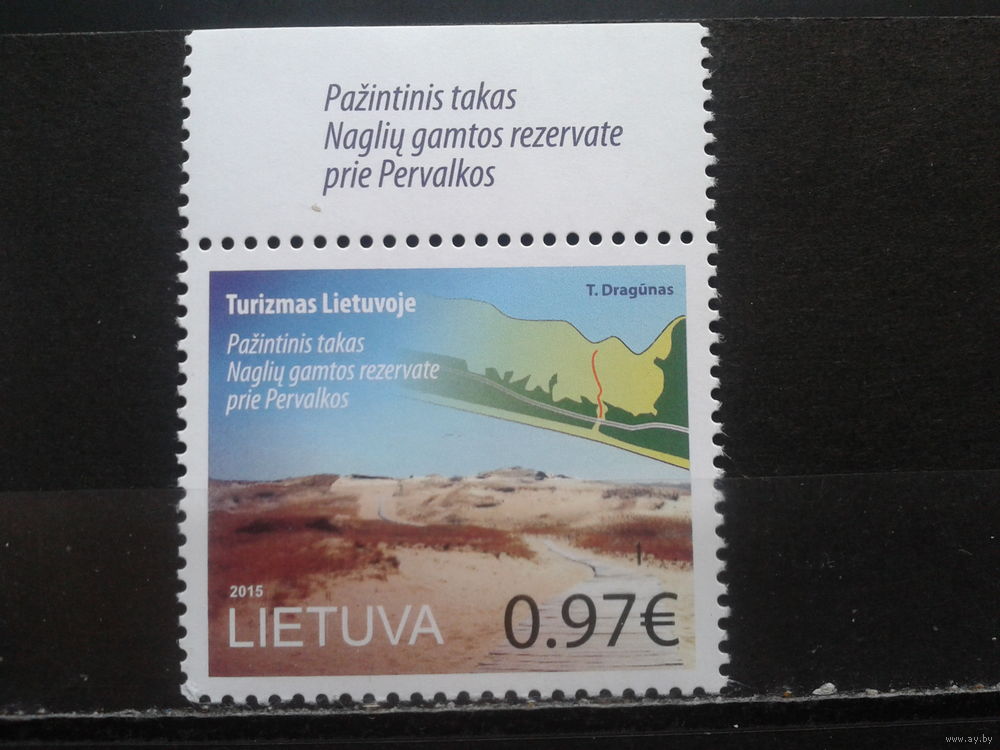 Pažintinis takas
Naglių gamtos rezervate
prie Pervalkos
T. Dragūnas
Turizmas Lietuvoje
Pažintinis takas
Naglių gamtos rezervate
prie Pervalkos
2015
LIETUVA
0.97€
www.ay.by